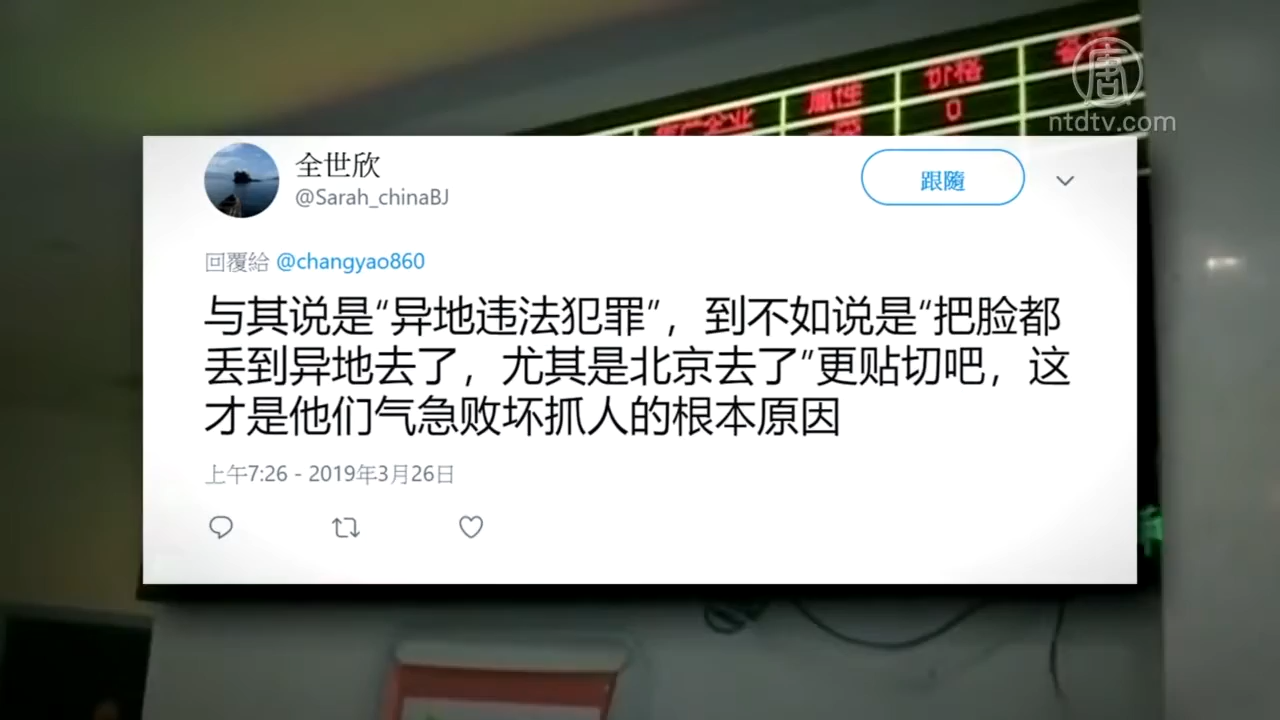 价格
0
唐
ntdtv.com
全世欣
@Sarah_chinaBJ
跟隨
回覆給 @changyao860
与其说是“异地违法犯罪”，到不如说是“把脸都
丢到异地去了，尤其是北京去了”更贴切吧，这
才是他们气急败坏抓人的根本原因
上午7:26 - 2019年3月26日